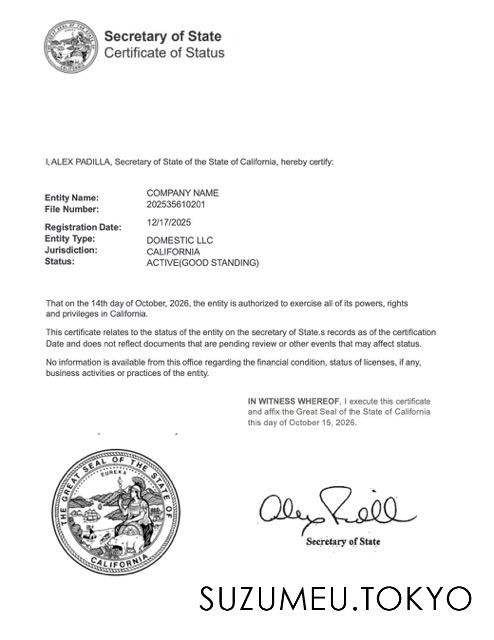 Secretary of State
Certificate of Status
I, ALEX PADILLA, Secretary of State of the State of California, hereby certify:
Entity Name: COMPANY NAME
File Number: 202535610201
Registration Date: 12/17/2025
Entity Type: DOMESTIC LLC
Jurisdiction: CALIFORNIA
Status: ACTIVE(GOOD STANDING)
That on the 14th day of October, 2026, the entity is authorized to exercise all of its powers, rights
and privileges in California.
This certificate relates to the status of the entity on the secretary of State.s records as of the certification
Date and does not reflect documents that are pending review or other events that may affect status.
No information is available from this office regarding the financial condition, status of licenses, if any,
business activities or practices of the entity.
IN WITNESS WHEREOF, I execute this certificate
and affix the Great Seal of the State of California
this day of October 15, 2026.
THE GREAT SEAL OF THE STATE OF CALIFORNIA
EUREKA
Secretary of State
SUZUMEU.TOKYO